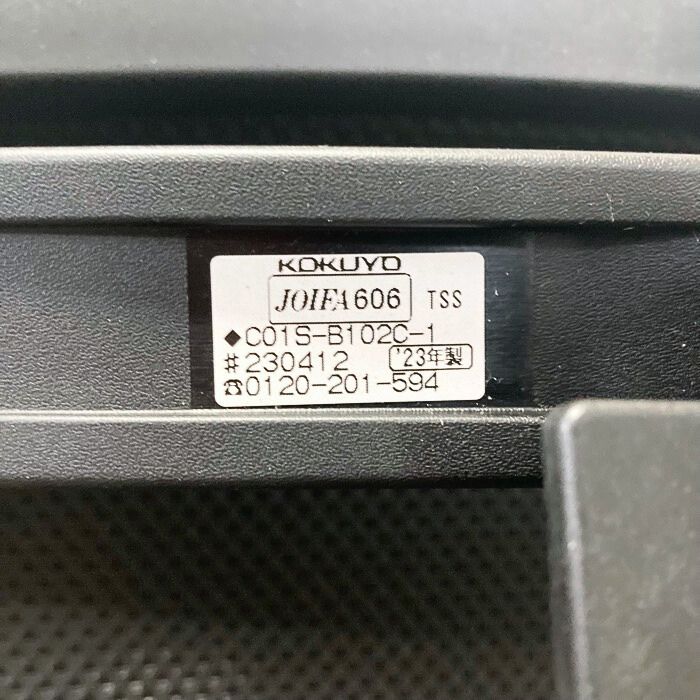 KOKUYO
JOIFA606 TSS
◆C01S-B102C-1
#230412 '23年製
☎0120-201-594